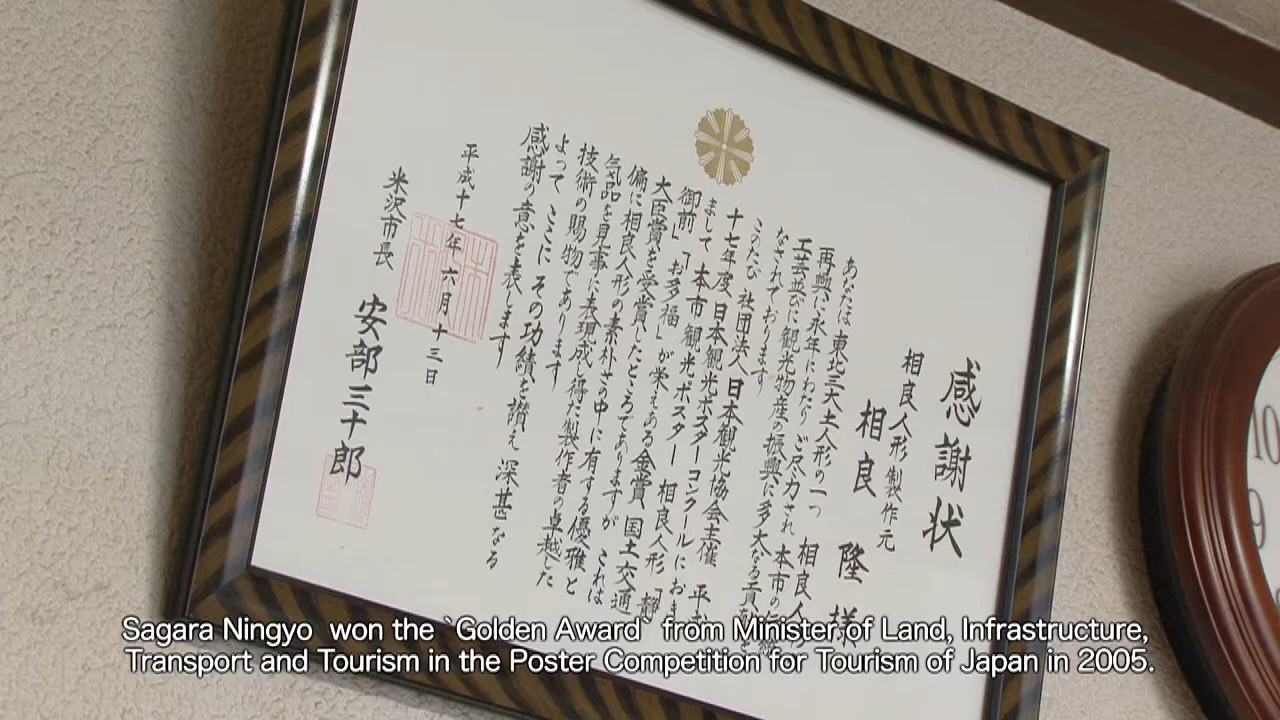 感謝状
相良人形製作元
相良 隆 様
あなたは 東北三大土人形の一つ 相良人形
再興に永年にわたり ご尽力され 本市の伝統
工芸並びに観光物産の振興に多大なる貢献を
なされております
このたび 社団法人 日本観光協会主催 平成
十七年度 日本観光ポスターコンクールにおき
まして 本市 観光ポスター 相良人形「静
御前」「お多福」が栄えある金賞 国土交通
大臣賞を受賞したところでありますが これは
偏に相良人形の素朴さの中に有する優雅と
気品を見事に表現成し得た製作者の卓越した
技術の賜物であります
よって ここに その功績を讃え 深甚なる
感謝の意を表します
平成十七年六月十三日
米沢市長 安部三十郎
10
9
Sagara Ningyo won the `Golden Award` from Minister of Land, Infrastructure,
Transport and Tourism in the Poster Competition for Tourism of Japan in 2005.